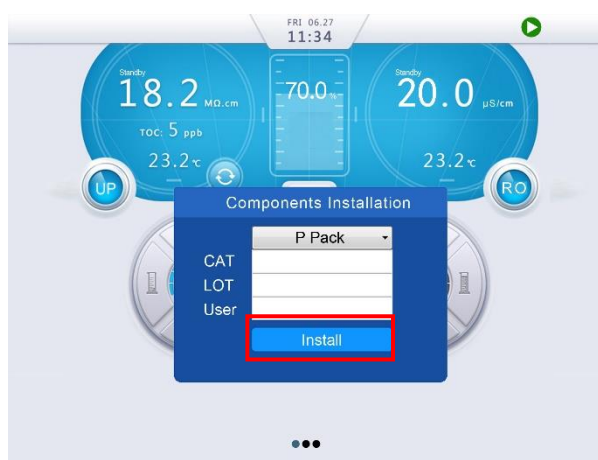 FRI 06.27
11:34
Standby
18.2 MΩ.cm
TOC: 5 ppb
23.2℃
UP
70.0 %
Standby
20.0 μS/cm
23.2℃
RO
Components Installation
P Pack
CAT
LOT
User
Install